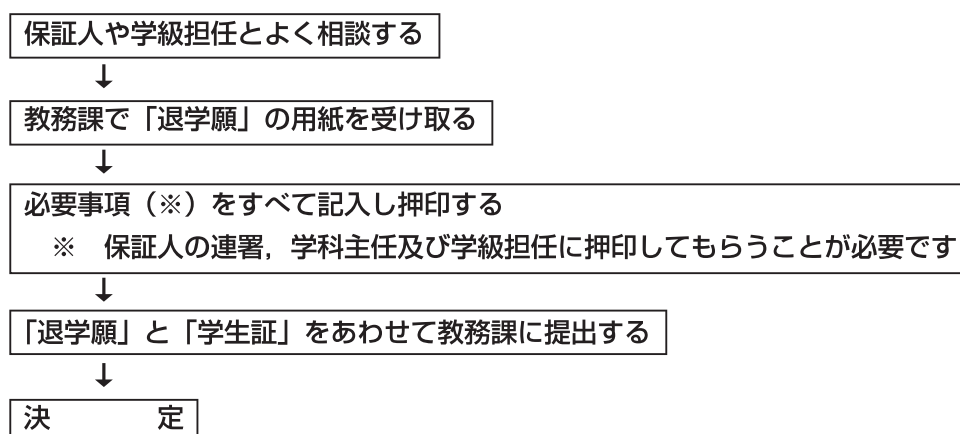 保証人や学級担任とよく相談する
↓
教務課で「退学願」の用紙を受け取る
↓
必要事項（※）をすべて記入し押印する
※　保証人の連署，学科主任及び学級担任に押印してもらうことが必要です
↓
「退学願」と「学生証」をあわせて教務課に提出する
↓
決　　　　定